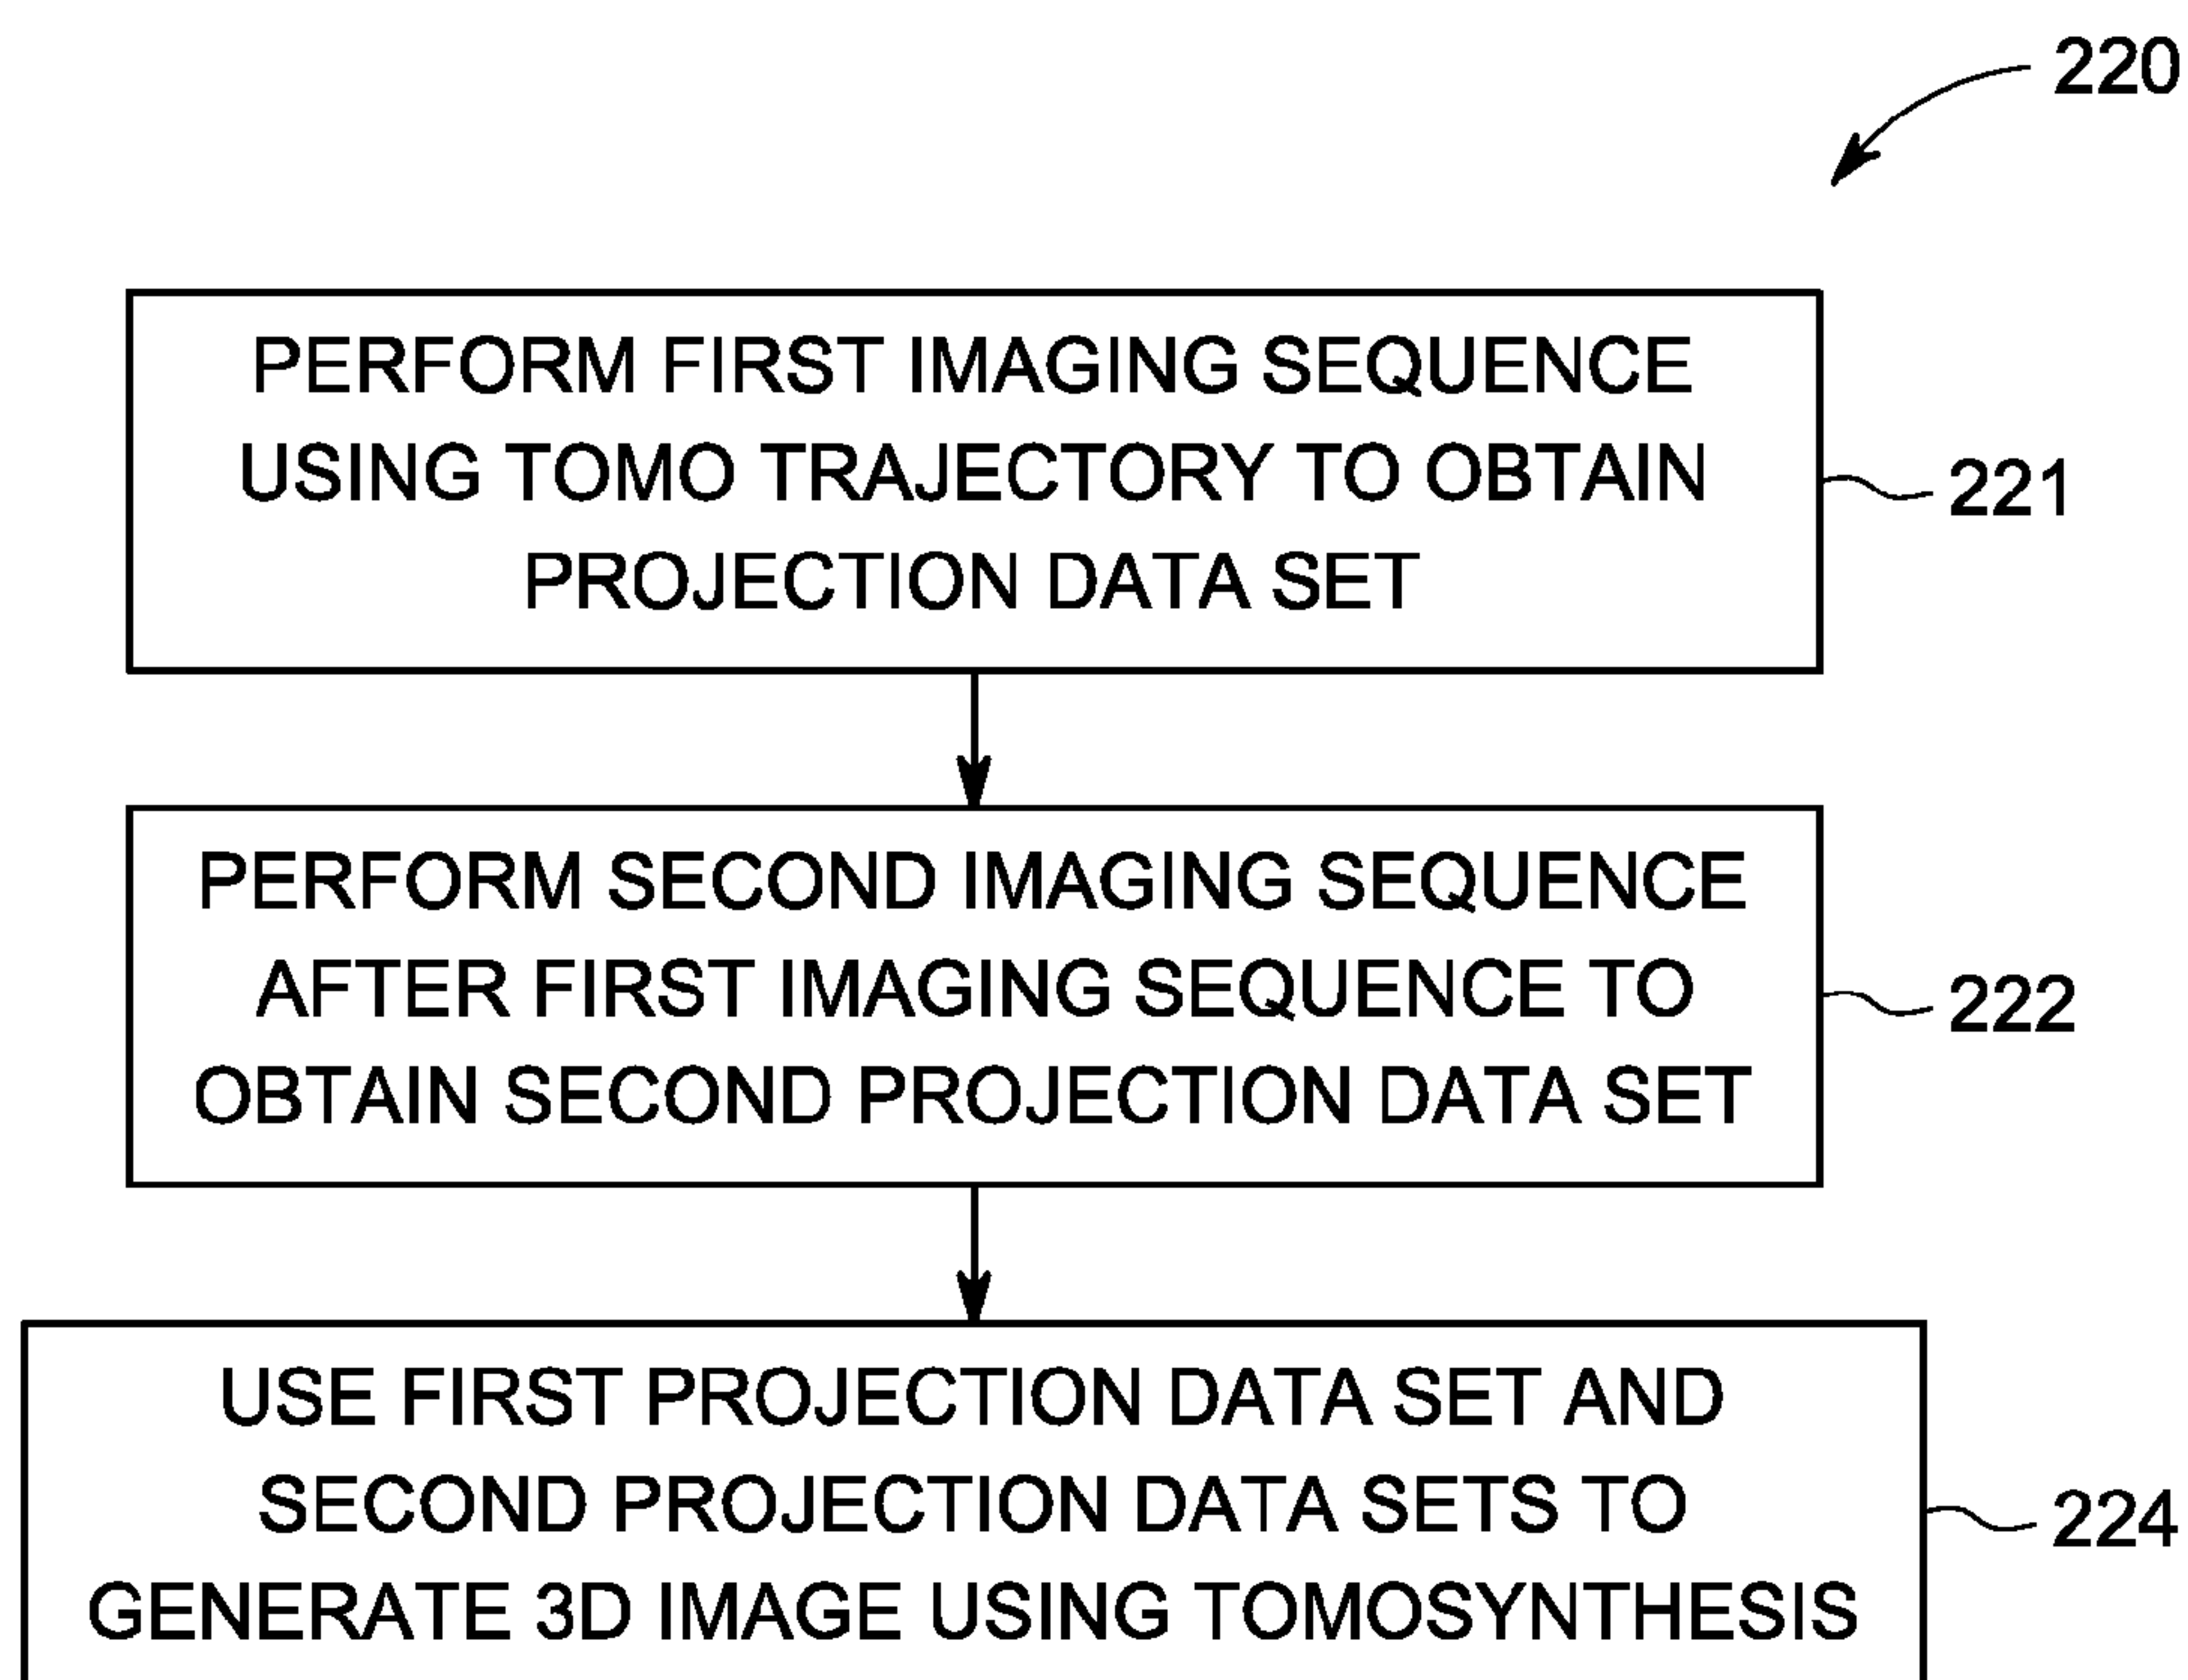 220
PERFORM FIRST IMAGING SEQUENCE
USING TOMO TRAJECTORY TO OBTAIN
PROJECTION DATA SET
221
PERFORM SECOND IMAGING SEQUENCE
AFTER FIRST IMAGING SEQUENCE TO
OBTAIN SECOND PROJECTION DATA SET
222
USE FIRST PROJECTION DATA SET AND
SECOND PROJECTION DATA SETS TO
GENERATE 3D IMAGE USING TOMOSYNTHESIS
224